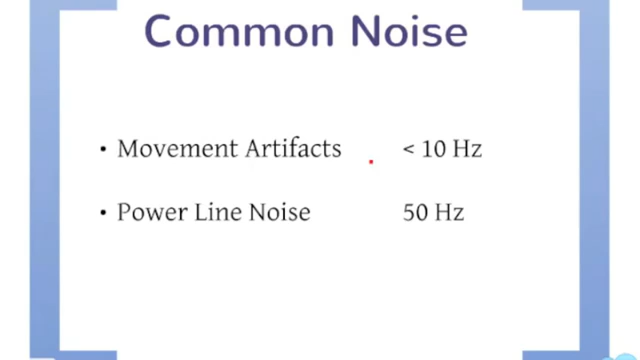 Common Noise
• Movement Artifacts < 10 Hz
• Power Line Noise 50 Hz